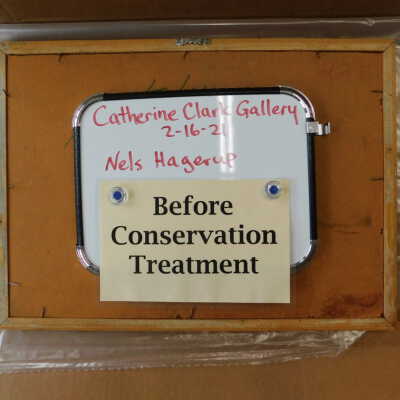 Catherine Clark Gallery
2-16-21
Nels Hagerup
Before
Conservation
Treatment